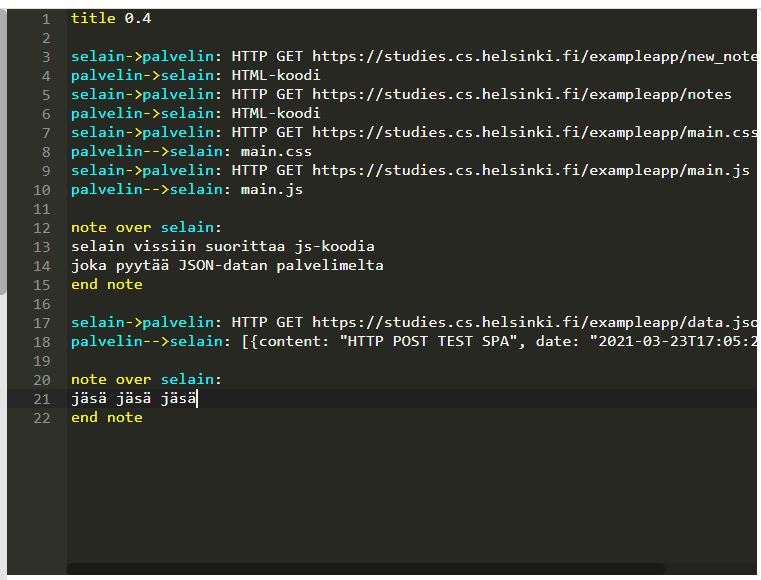 1 title 0.4
2
3 selain->palvelin: HTTP GET https://studies.cs.helsinki.fi/exampleapp/new_note
4 palvelin->selain: HTML-koodi
5 selain->palvelin: HTTP GET https://studies.cs.helsinki.fi/exampleapp/notes
6 palvelin->selain: HTML-koodi
7 selain->palvelin: HTTP GET https://studies.cs.helsinki.fi/exampleapp/main.css
8 palvelin-->selain: main.css
9 selain->palvelin: HTTP GET https://studies.cs.helsinki.fi/exampleapp/main.js
10 palvelin-->selain: main.js
11
12 note over selain:
13 selain vissiin suorittaa js-koodia
14 joka pyytää JSON-datan palvelimelta
15 end note
16
17 selain->palvelin: HTTP GET https://studies.cs.helsinki.fi/exampleapp/data.jso
18 palvelin-->selain: [{content: "HTTP POST TEST SPA", date: "2021-03-23T17:05:2
19
20 note over selain:
21 jäsä jäsä jäsä
22 end note